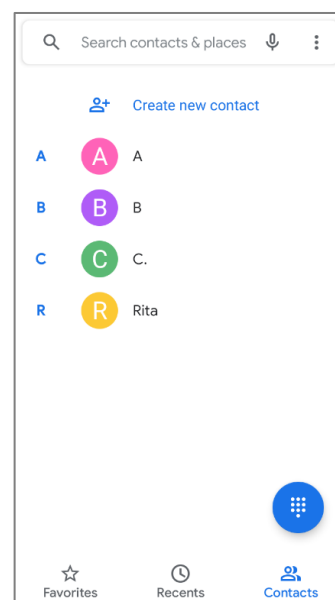 Search contacts & places
Create new contact
A A A
B B B
C C C.
R R Rita
Favorites Recents Contacts